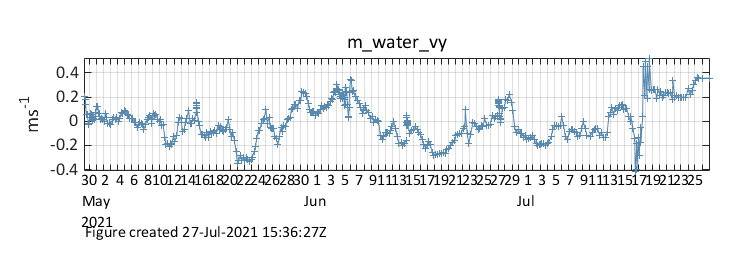 m_water_vy
ms-1
0.4
0.2
0
-0.2
-0.4
30 2 4 6 8 10 12 14 16 18 20 22 24 26 28 30 1 3 5 7 9 11 13 15 17 19 21 23 25 27 29 1 3 5 7 9 11 13 15 17 19 21 23 25
May Jun Jul
2021
Figure created 27-Jul-2021 15:36:27Z